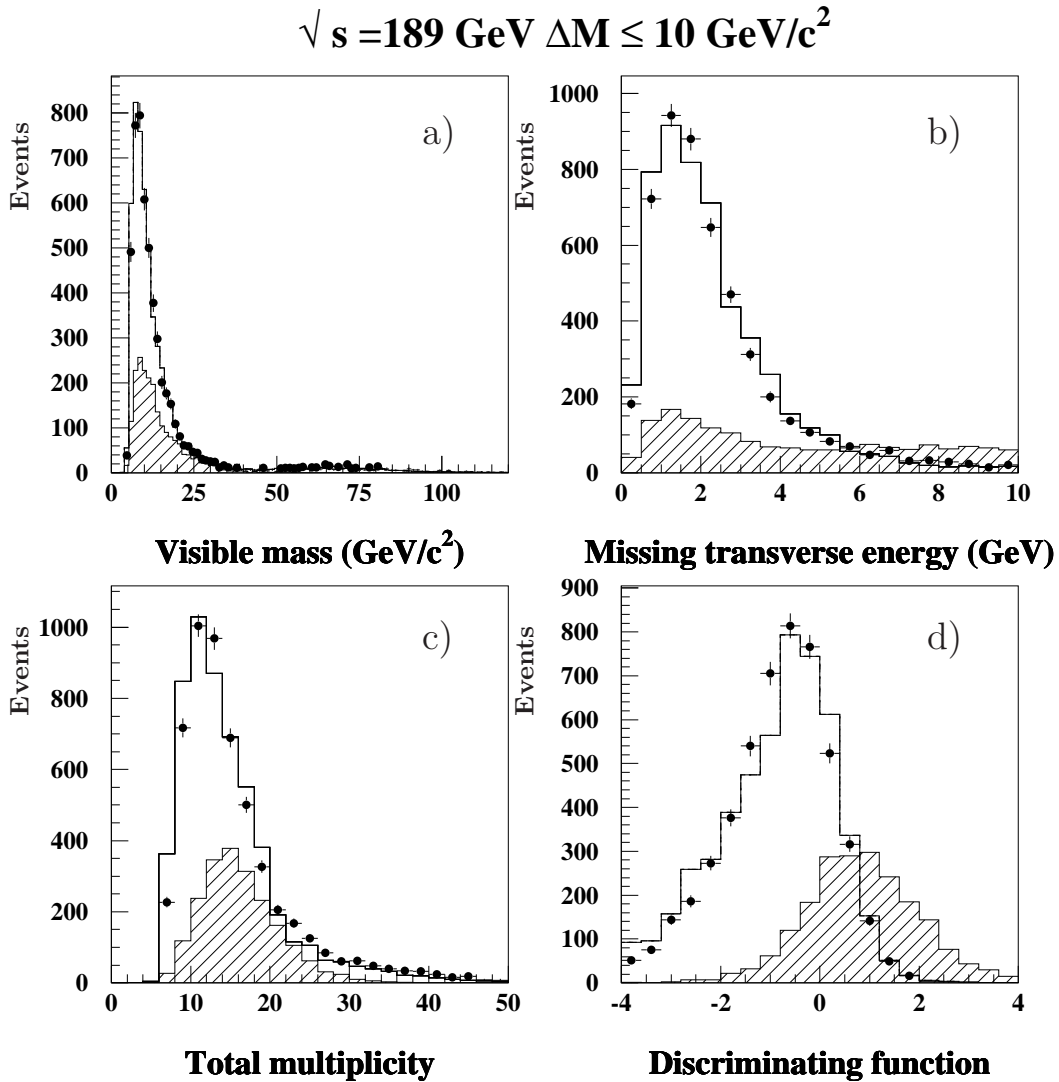 √ s =189 GeV ΔM ≤ 10 GeV/c²
Events
800
700
600
500
400
300
200
100
0
a)
0 25 50 75 100
Visible mass (GeV/c²)
Events
1000
800
600
400
200
0
b)
0 2 4 6 8 10
Missing transverse energy (GeV)
Events
1000
800
600
400
200
0
c)
0 10 20 30 40 50
Total multiplicity
Events
900
800
700
600
500
400
300
200
100
0
d)
-4 -2 0 2 4
Discriminating function